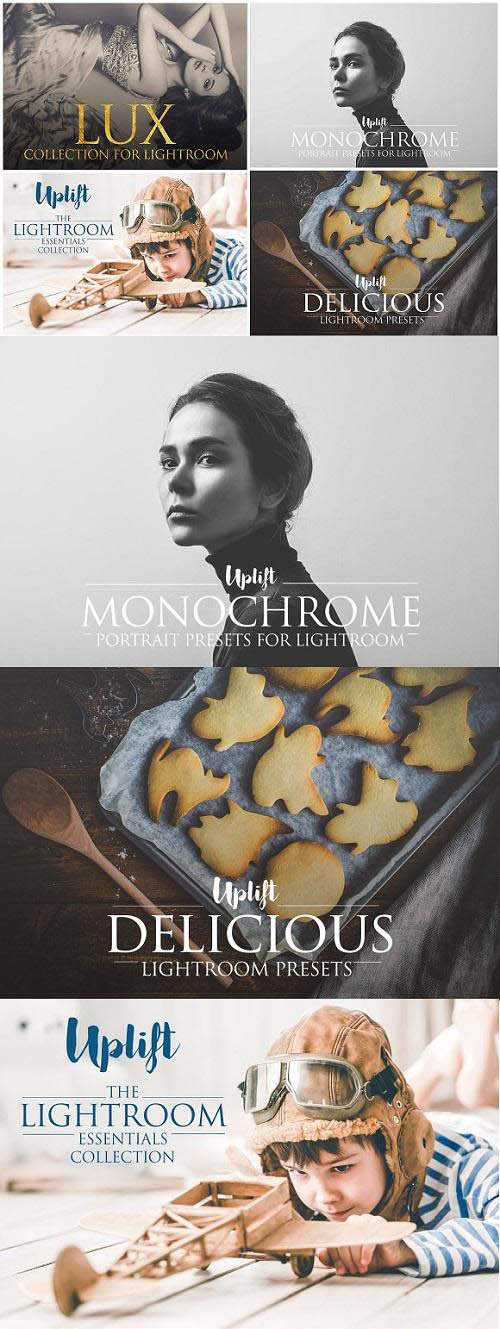 LUX
COLLECTION FOR LIGHTROOM
Uplift
MONOCHROME
PORTRAIT PRESETS FOR LIGHTROOM
Uplift
THE
LIGHTROOM
ESSENTIALS
COLLECTION
Uplift
DELICIOUS
LIGHTROOM PRESETS
Uplift
MONOCHROME
PORTRAIT PRESETS FOR LIGHTROOM
Uplift
DELICIOUS
LIGHTROOM PRESETS
Uplift
THE
LIGHTROOM
ESSENTIALS
COLLECTION